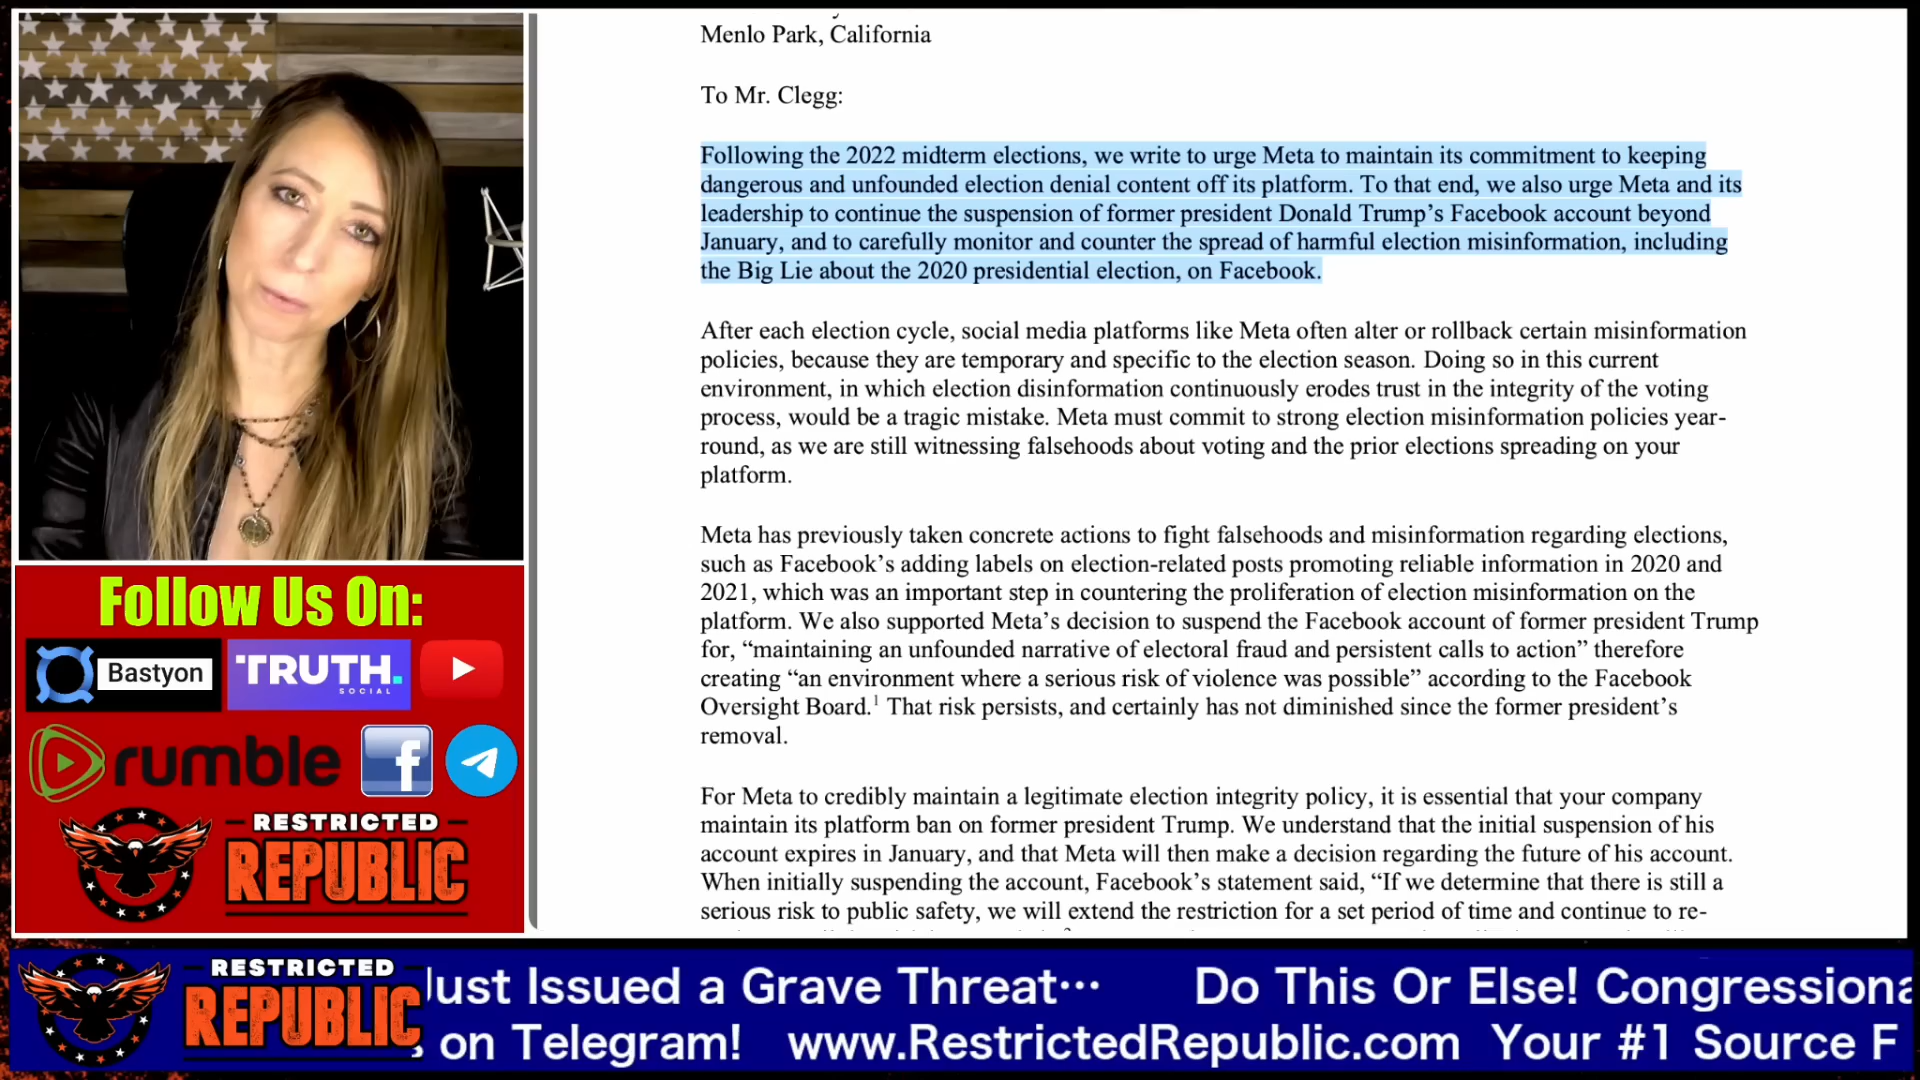 Menlo Park, California
To Mr. Clegg:
Following the 2022 midterm elections, we write to urge Meta to maintain its commitment to keeping
dangerous and unfounded election denial content off its platform. To that end, we also urge Meta and its
leadership to continue the suspension of former president Donald Trump’s Facebook account beyond
January, and to carefully monitor and counter the spread of harmful election misinformation, including
the Big Lie about the 2020 presidential election, on Facebook.
After each election cycle, social media platforms like Meta often alter or rollback certain misinformation
policies, because they are temporary and specific to the election season. Doing so in this current
environment, in which election disinformation continuously erodes trust in the integrity of the voting
process, would be a tragic mistake. Meta must commit to strong election misinformation policies year-
round, as we are still witnessing falsehoods about voting and the prior elections spreading on your
platform.
Meta has previously taken concrete actions to fight falsehoods and misinformation regarding elections,
such as Facebook’s adding labels on election-related posts promoting reliable information in 2020 and
2021, which was an important step in countering the proliferation of election misinformation on the
platform. We also supported Meta’s decision to suspend the Facebook account of former president Trump
for, “maintaining an unfounded narrative of electoral fraud and persistent calls to action” therefore
creating “an environment where a serious risk of violence was possible” according to the Facebook
Oversight Board.¹ That risk persists, and certainly has not diminished since the former president’s
removal.
For Meta to credibly maintain a legitimate election integrity policy, it is essential that your company
maintain its platform ban on former president Trump. We understand that the initial suspension of his
account expires in January, and that Meta will then make a decision regarding the future of his account.
When initially suspending the account, Facebook’s statement said, “If we determine that there is still a
serious risk to public safety, we will extend the restriction for a set period of time and continue to re-
Follow Us On:
Bastyon
TRUTH.
SOCIAL
rumble
f
RESTRICTED
REPUBLIC
RESTRICTED
REPUBLIC
Just Issued a Grave Threat… Do This Or Else! Congressiona
on Telegram! www.RestrictedRepublic.com Your #1 Source F